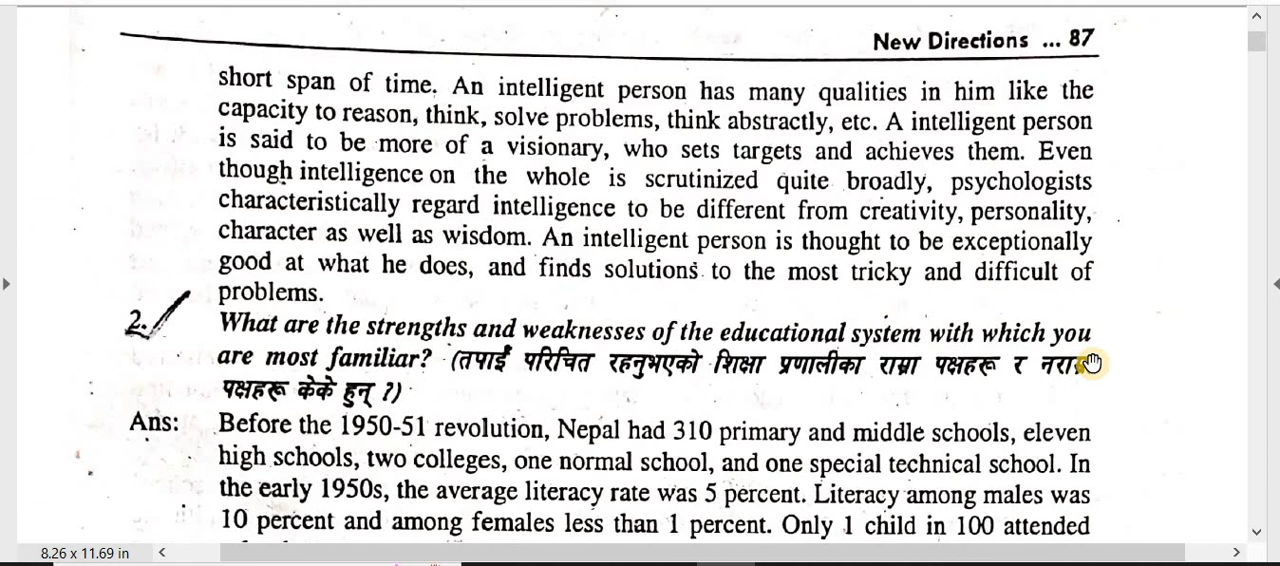 New Directions ... 87
short span of time. An intelligent person has many qualities in him like the
capacity to reason, think, solve problems, think abstractly, etc. A intelligent person
is said to be more of a visionary, who sets targets and achieves them. Even
though intelligence on the whole is scrutinized quite broadly, psychologists
characteristically regard intelligence to be different from creativity, personality,
character as well as wisdom. An intelligent person is thought to be exceptionally
good at what he does, and finds solutions to the most tricky and difficult of
problems.
2. What are the strengths and weaknesses of the educational system with which you
are most familiar? (तपाईं परिचित रहनुभएको शिक्षा प्रणालीका राम्रा पक्षहरू र
पक्षहरू केके हुन् ?)
Ans: Before the 1950-51 revolution, Nepal had 310 primary and middle schools, eleven
high schools, two colleges, one normal school, and one special technical school. In
the early 1950s, the average literacy rate was 5 percent. Literacy among males was
10 percent and among females less than 1 percent. Only 1 child in 100 attended
8.26 x 11.69 in